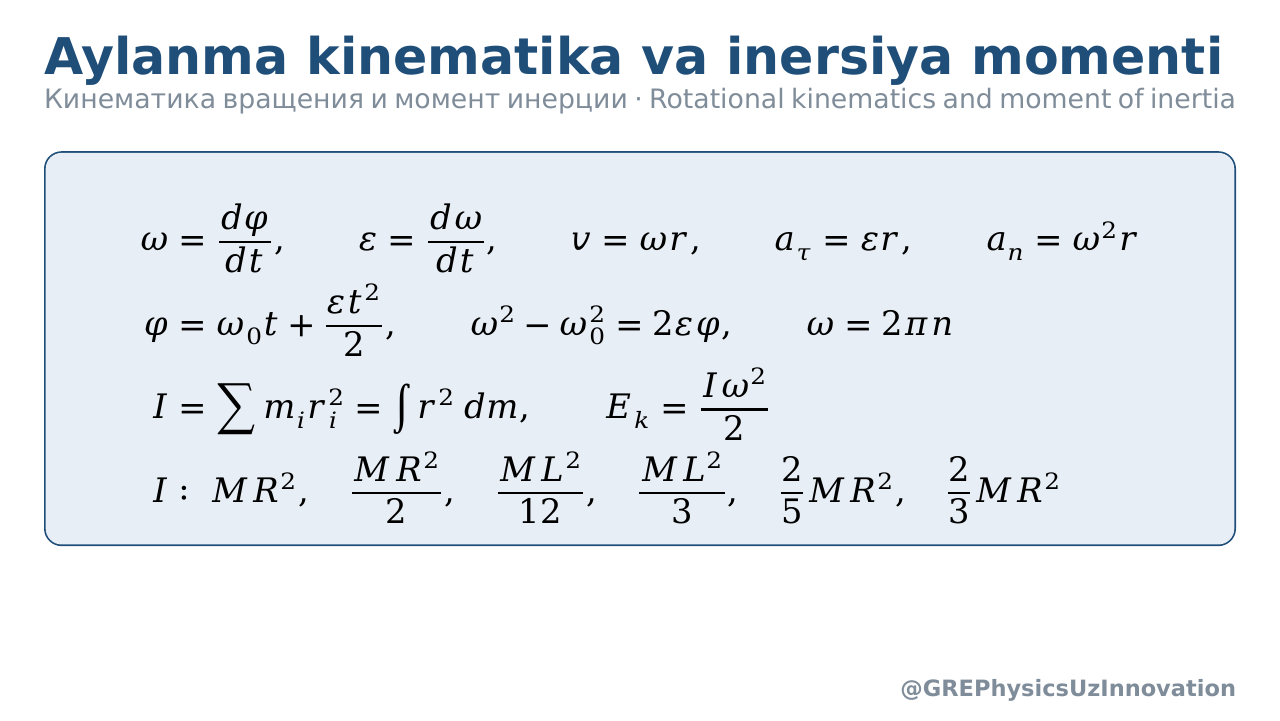 Aylanma kinematika va inersiya momenti
Кинематика вращения и момент инерции · Rotational kinematics and moment of inertia
ω = dφ/dt, ε = dω/dt, v = ωr, a_τ = εr, a_n = ω²r
φ = ω₀t + εt²/2, ω² − ω₀² = 2εφ, ω = 2πn
I = ∑ m_i r_i² = ∫ r² dm, E_k = Iω²/2
I : MR², MR²/2, ML²/12, ML²/3, 2/5 MR², 2/3 MR²
@GREPhysicsUzInnovation